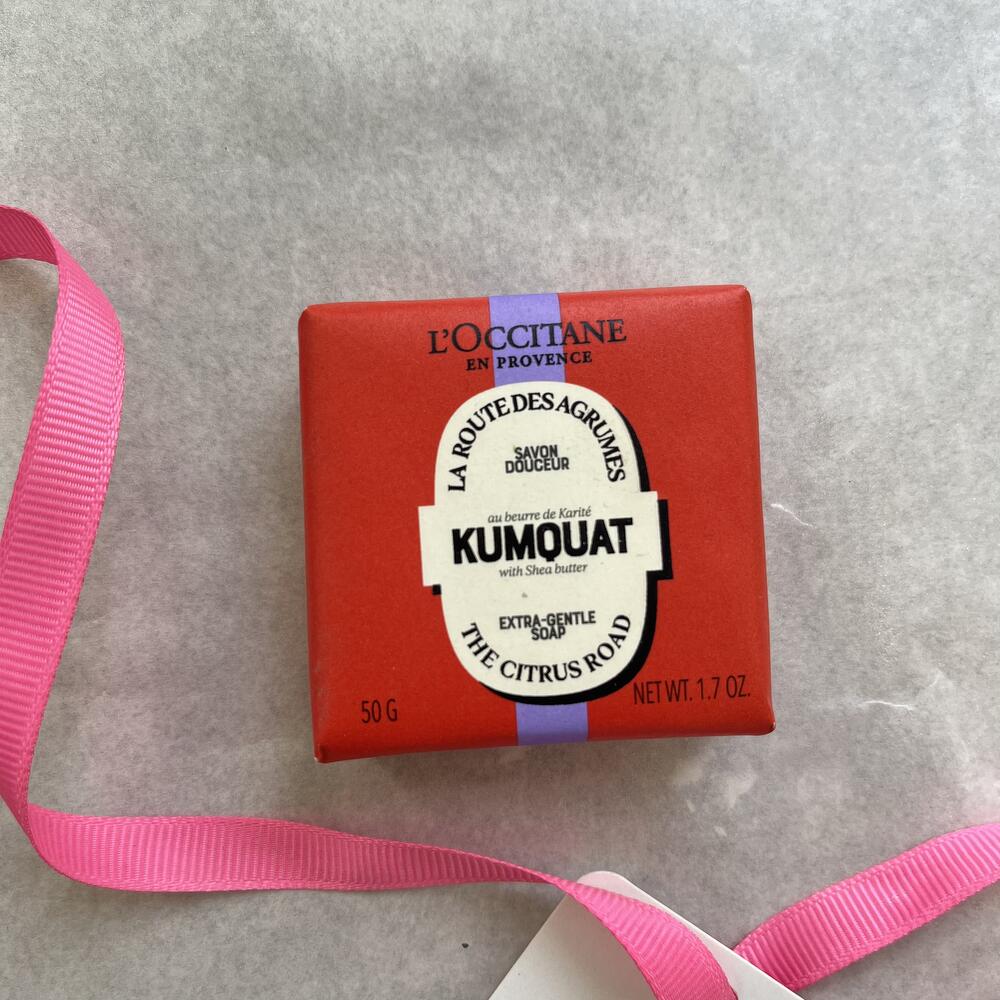 L'OCCITANE
EN PROVENCE
LA ROUTE DES AGRUMES
SAVON
DOUCEUR
au beurre de Karité
KUMQUAT
with Shea butter
EXTRA-GENTLE
SOAP
THE CITRUS ROAD
50 G
NET WT. 1.7 OZ.